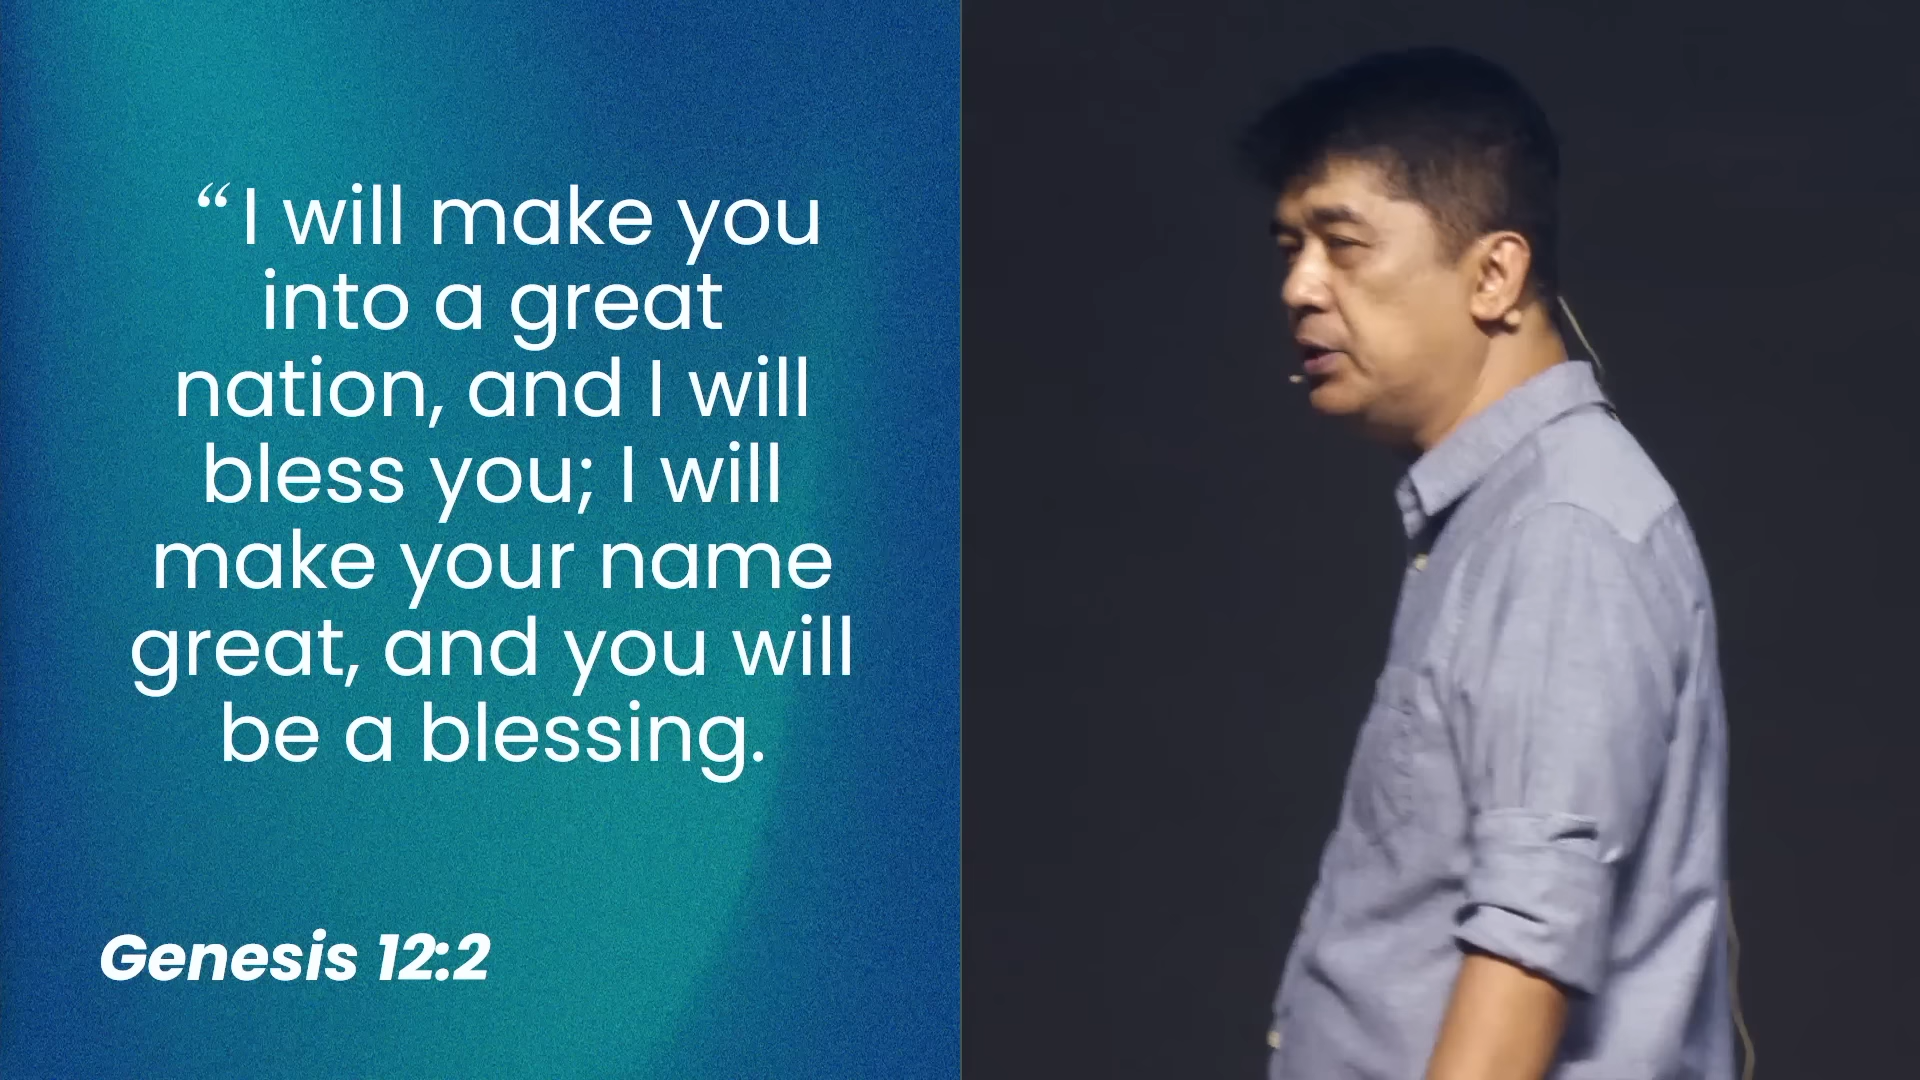 “I will make you
into a great
nation, and I will
bless you; I will
make your name
great, and you will
be a blessing.
Genesis 12:2